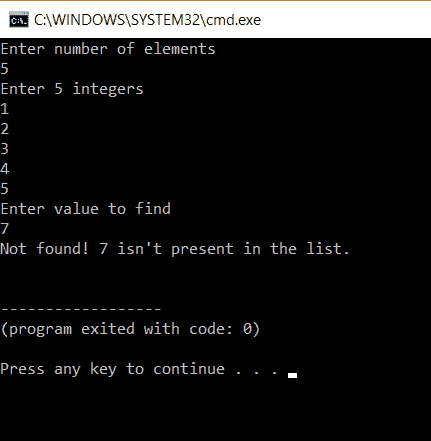 C:\WINDOWS\SYSTEM32\cmd.exe
Enter number of elements
5
Enter 5 integers
1
2
3
4
5
Enter value to find
7
Not found! 7 isn't present in the list.
------------------
(program exited with code: 0)
Press any key to continue . . .